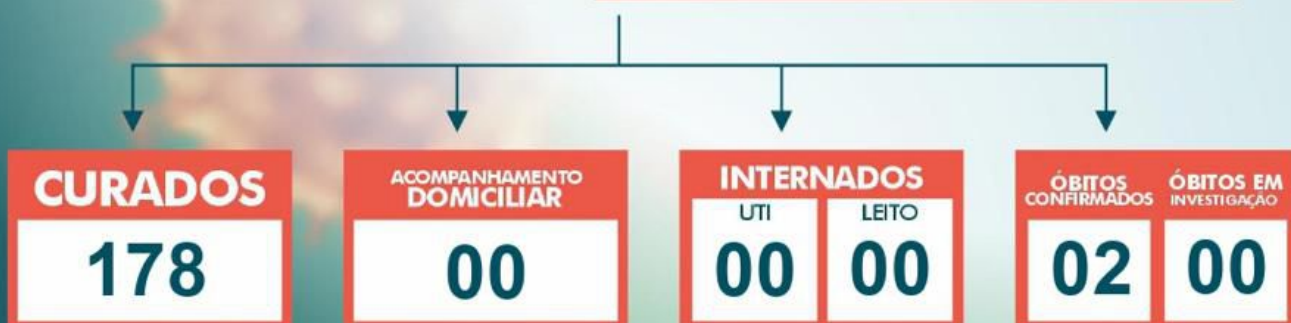 CURADOS
178
ACOMPANHAMENTO
DOMICILIAR
00
INTERNADOS
UTI
00
LEITO
00
ÓBITOS
CONFIRMADOS
02
ÓBITOS EM
INVESTIGAÇÃO
00